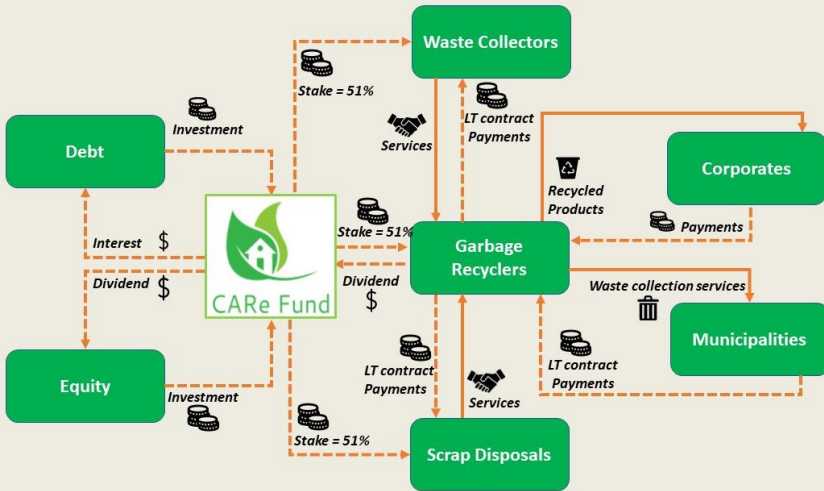 Waste Collectors
Stake = 51%
LT contract
Payments
Investment
Services
Debt
Corporates
Recycled
Products
Stake = 51%
Payments
Interest $
Garbage
Recyclers
Dividend $
CARe Fund
Dividend
$
Waste collection services
Municipalities
LT contract
Payments
LT contract
Payments
Equity
Investment
Services
Stake = 51%
Scrap Disposals